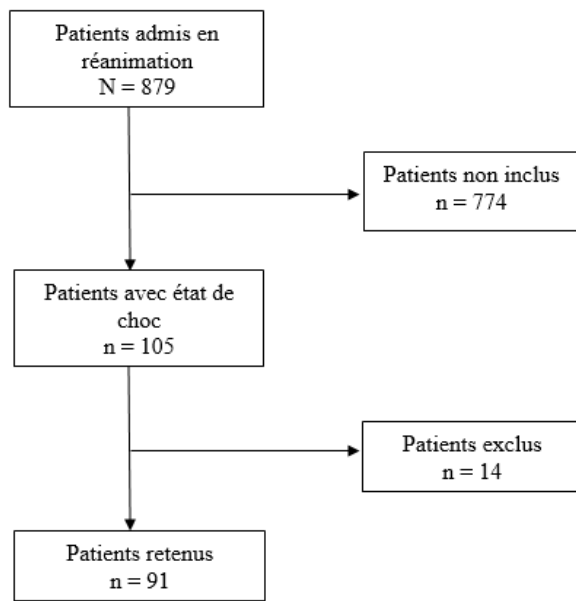 Patients admis en
réanimation
N = 879
Patients non inclus
n = 774
Patients avec état de
choc
n = 105
Patients exclus
n = 14
Patients retenus
n = 91